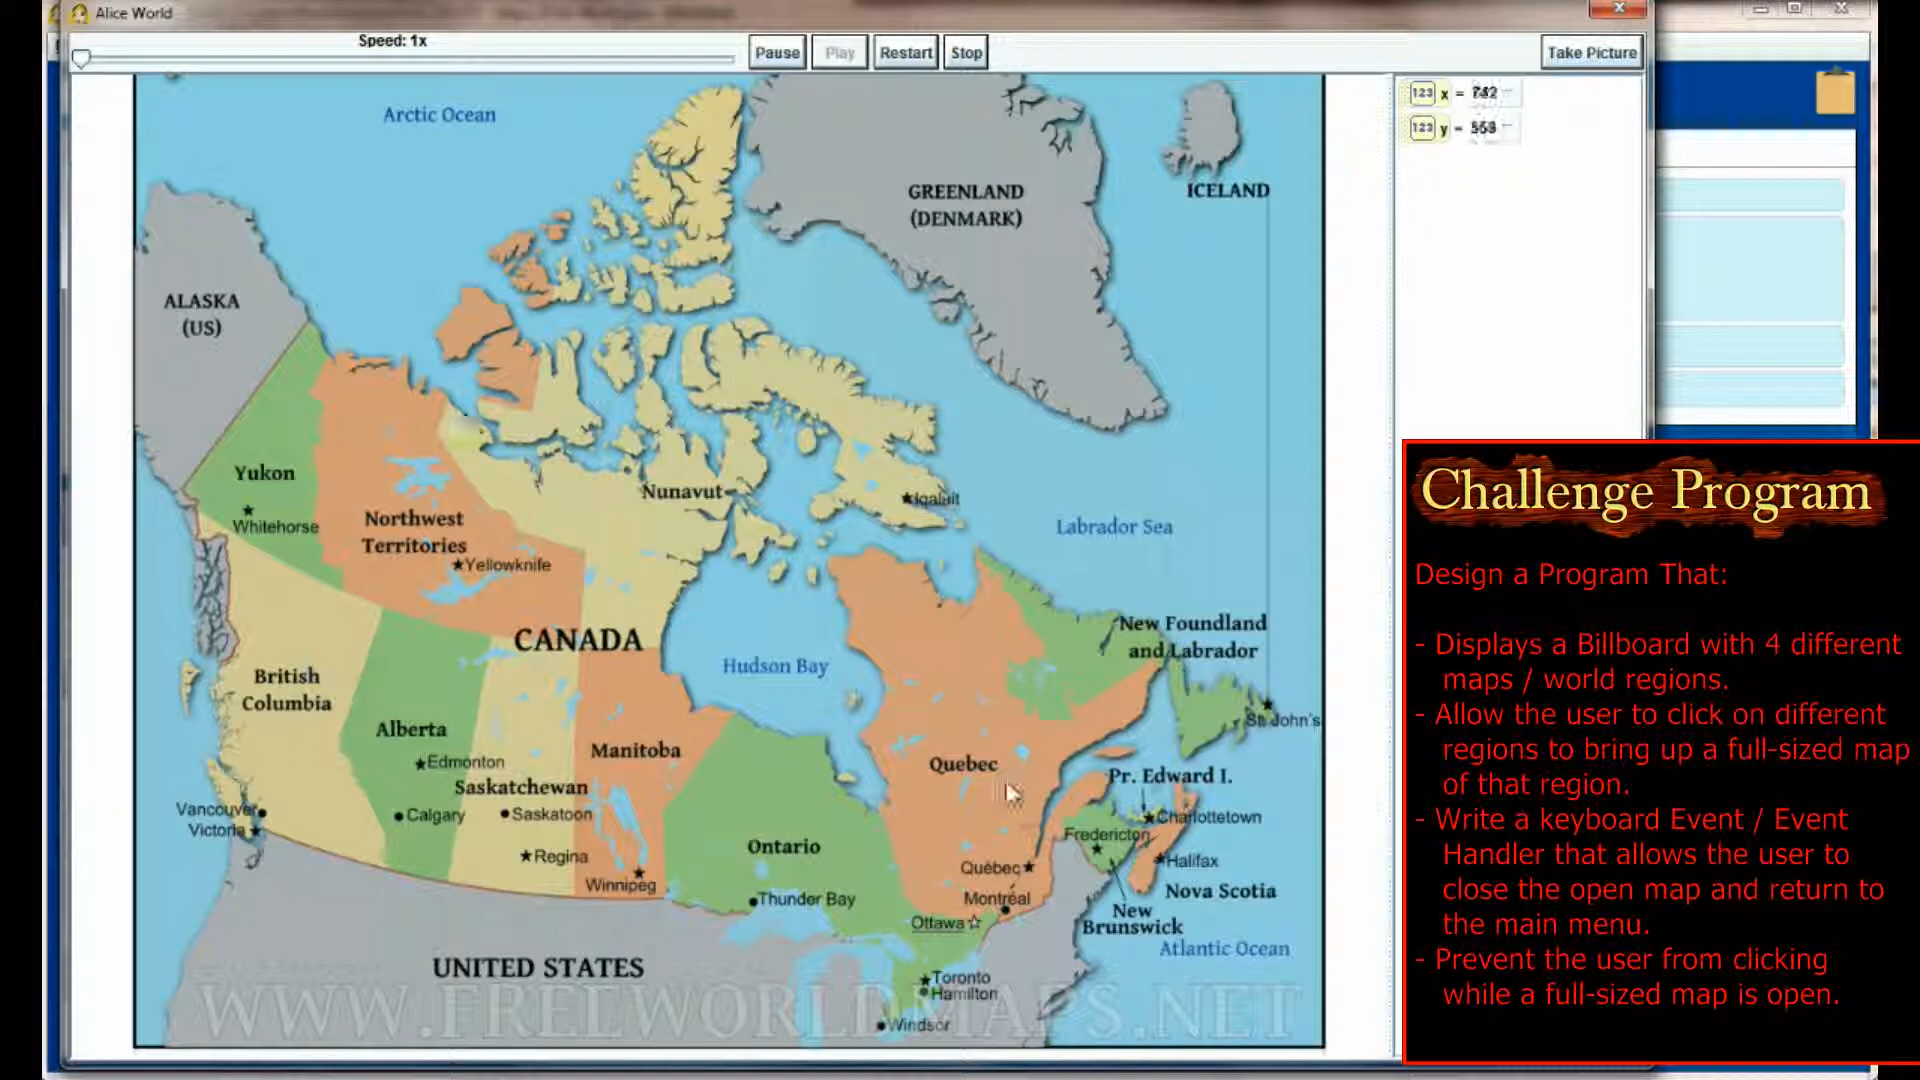 Alice World
Speed: 1x
Pause
Play
Restart
Stop
Take Picture
123 x =
123 y =
Arctic Ocean
GREENLAND
(DENMARK)
ICELAND
ALASKA
(US)
Yukon
Whitehorse
Northwest
Territories
Yellowknife
Nunavut
Iqaluit
Labrador Sea
CANADA
Hudson Bay
New Foundland
and Labrador
St. John's
British
Columbia
Alberta
Edmonton
Calgary
Saskatchewan
Saskatoon
Regina
Manitoba
Winnipeg
Vancouver
Victoria
Ontario
Thunder Bay
Quebec
Québec
Montréal
Ottawa
Toronto
Hamilton
Windsor
Pr. Edward I.
Charlottetown
Fredericton
Halifax
Nova Scotia
New
Brunswick
Atlantic Ocean
UNITED STATES
WWW.FREEWORLDMAPS.NET
Challenge Program
Design a Program That:
- Displays a Billboard with 4 different
maps / world regions.
- Allow the user to click on different
regions to bring up a full-sized map
of that region.
- Write a keyboard Event / Event
Handler that allows the user to
close the open map and return to
the main menu.
- Prevent the user from clicking
while a full-sized map is open.